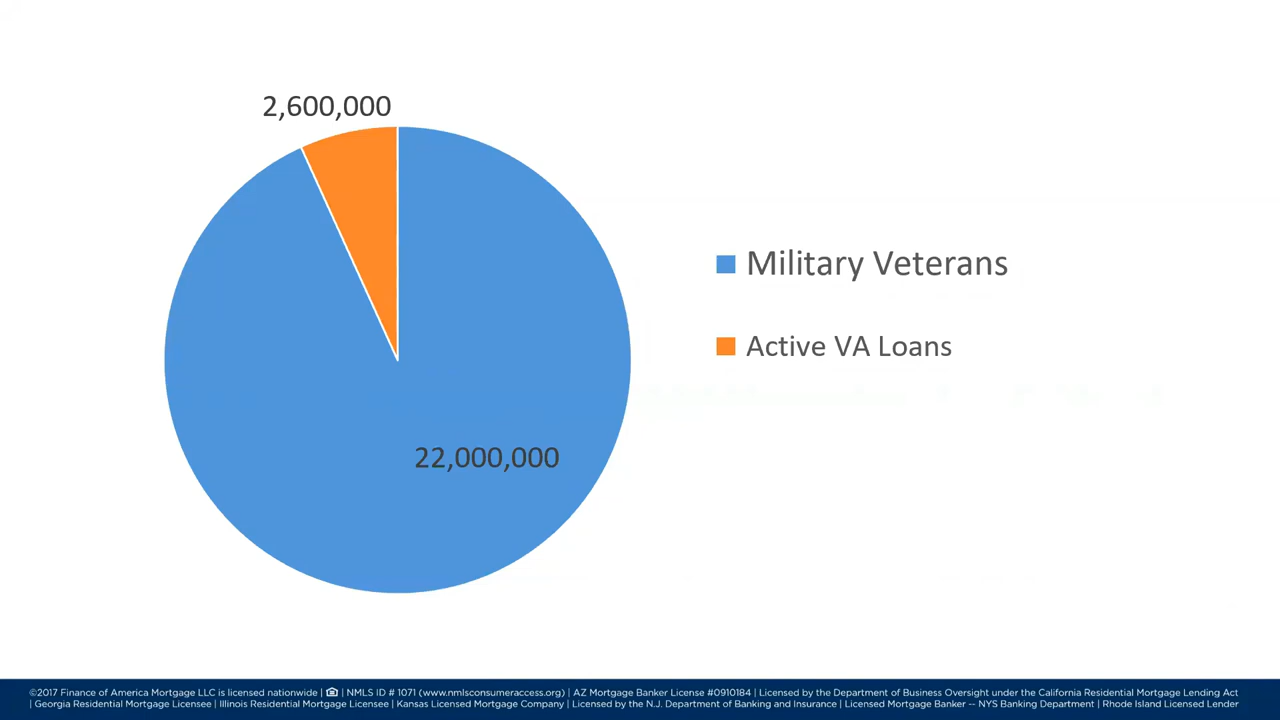 2,600,000
Military Veterans
Active VA Loans
22,000,000
©2017 Finance of America Mortgage LLC is licensed nationwide | | NMLS ID # 1071 (www.nmlsconsumeraccess.org) | AZ Mortgage Banker License #0910184 | Licensed by the Department of Business Oversight under the California Residential Mortgage Lending Act
| Georgia Residential Mortgage Licensee | Illinois Residential Mortgage Licensee | Kansas Licensed Mortgage Company | Licensed by the N.J. Department of Banking and Insurance | Licensed Mortgage Banker -- NYS Banking Department | Rhode Island Licensed Lender